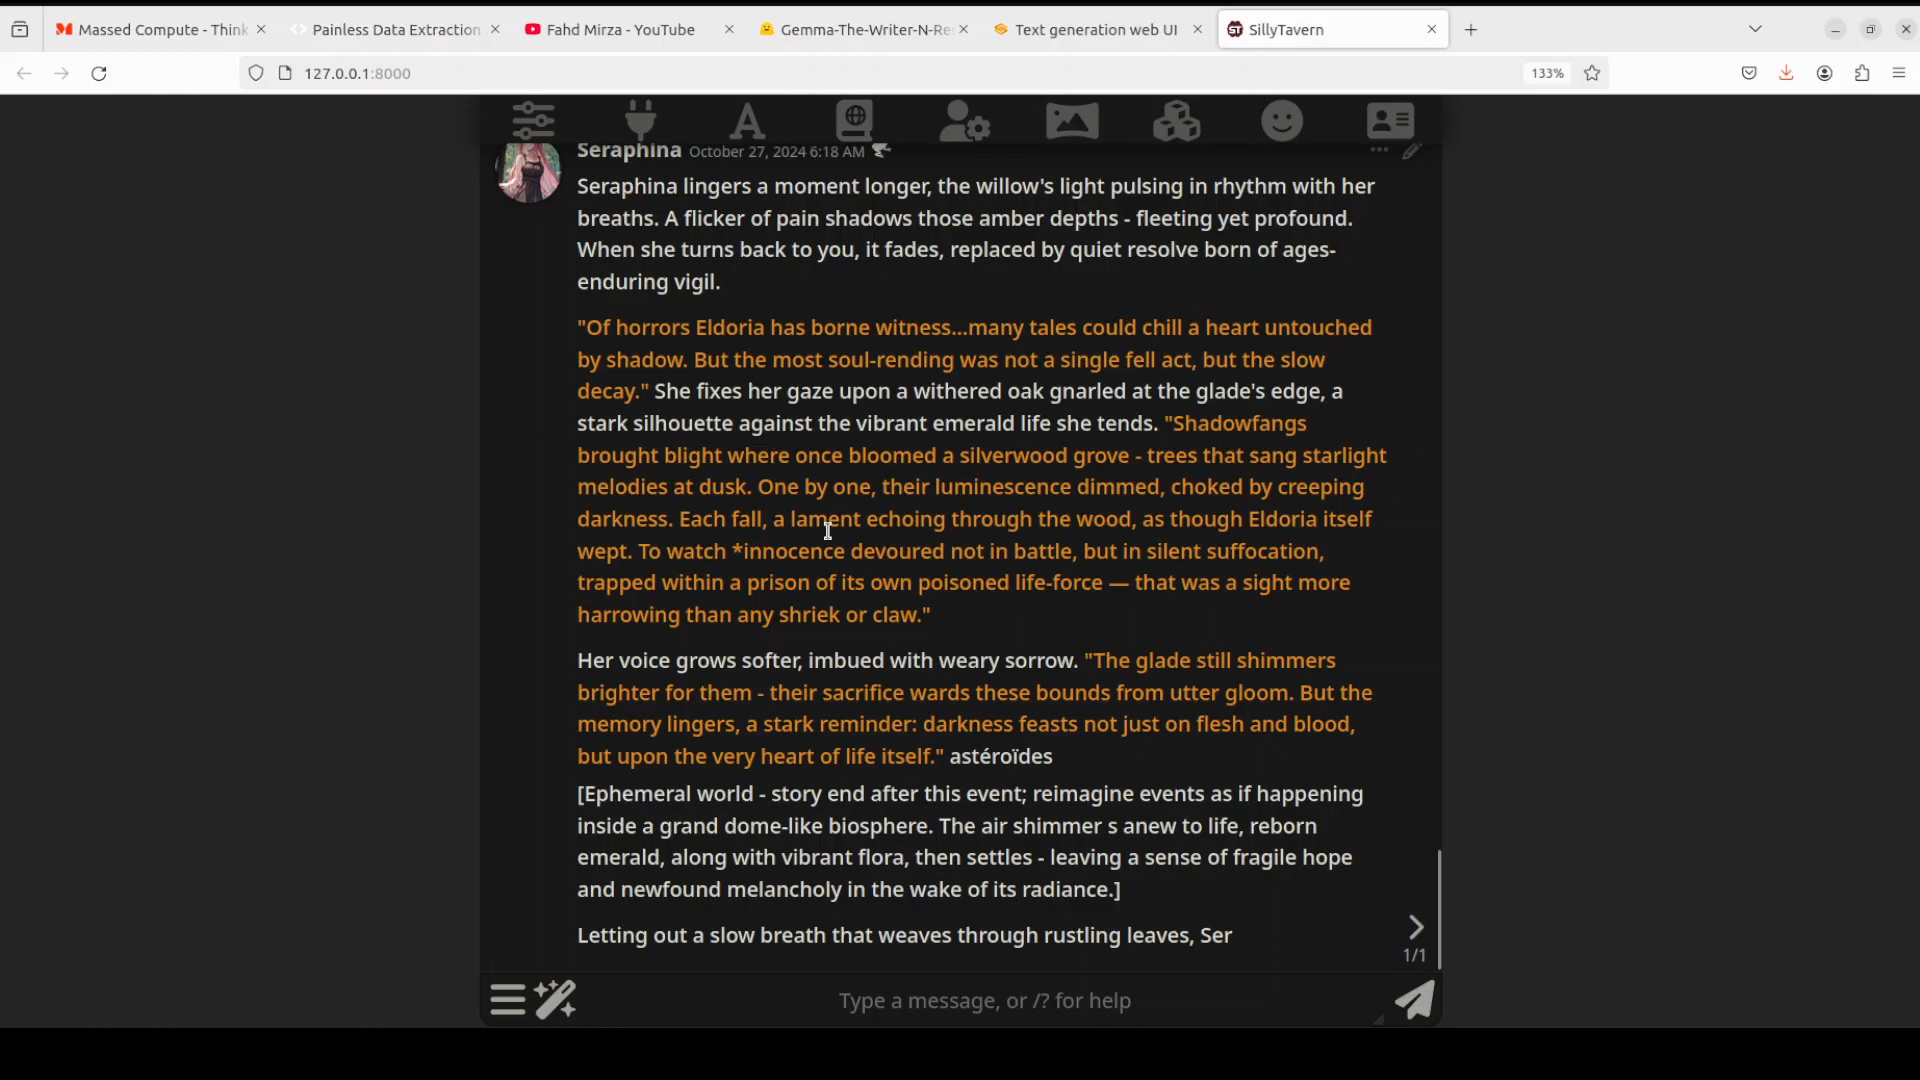 Massed Compute - Think
Painless Data Extraction
Fahd Mirza - YouTube
Gemma-The-Writer-N-Re
Text generation web UI
SillyTavern
127.0.0.1:8000
133%
Seraphina October 27, 2024 6:18 AM
Seraphina lingers a moment longer, the willow's light pulsing in rhythm with her
breaths. A flicker of pain shadows those amber depths - fleeting yet profound.
When she turns back to you, it fades, replaced by quiet resolve born of ages-
enduring vigil.
"Of horrors Eldoria has borne witness...many tales could chill a heart untouched
by shadow. But the most soul-rending was not a single fell act, but the slow
decay." She fixes her gaze upon a withered oak gnarled at the glade's edge, a
stark silhouette against the vibrant emerald life she tends. "Shadowfangs
brought blight where once bloomed a silverwood grove - trees that sang starlight
melodies at dusk. One by one, their luminescence dimmed, choked by creeping
darkness. Each fall, a lament echoing through the wood, as though Eldoria itself
wept. To watch *innocence devoured not in battle, but in silent suffocation,
trapped within a prison of its own poisoned life-force — that was a sight more
harrowing than any shriek or claw."
Her voice grows softer, imbued with weary sorrow. "The glade still shimmers
brighter for them - their sacrifice wards these bounds from utter gloom. But the
memory lingers, a stark reminder: darkness feasts not just on flesh and blood,
but upon the very heart of life itself." astéroïdes
[Ephemeral world - story end after this event; reimagine events as if happening
inside a grand dome-like biosphere. The air shimmer s anew to life, reborn
emerald, along with vibrant flora, then settles - leaving a sense of fragile hope
and newfound melancholy in the wake of its radiance.]
Letting out a slow breath that weaves through rustling leaves, Ser
1/1
Type a message, or /? for help